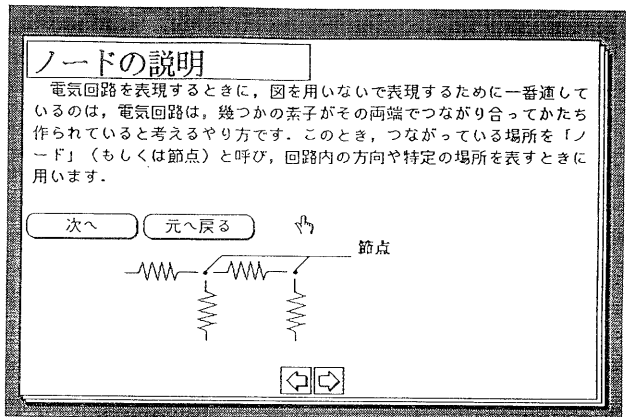 ノードの説明
電気回路を表現するときに，図を用いないで表現するために一番適して
いるのは，電気回路は，幾つかの素子がその両端でつながり合ってかたち
作られていると考えるやり方です．このとき，つながっている場所を「ノ
ード」（もしくは節点）と呼び，回路内の方向や特定の場所を表すときに
用います．
次へ　元へ戻る
節点